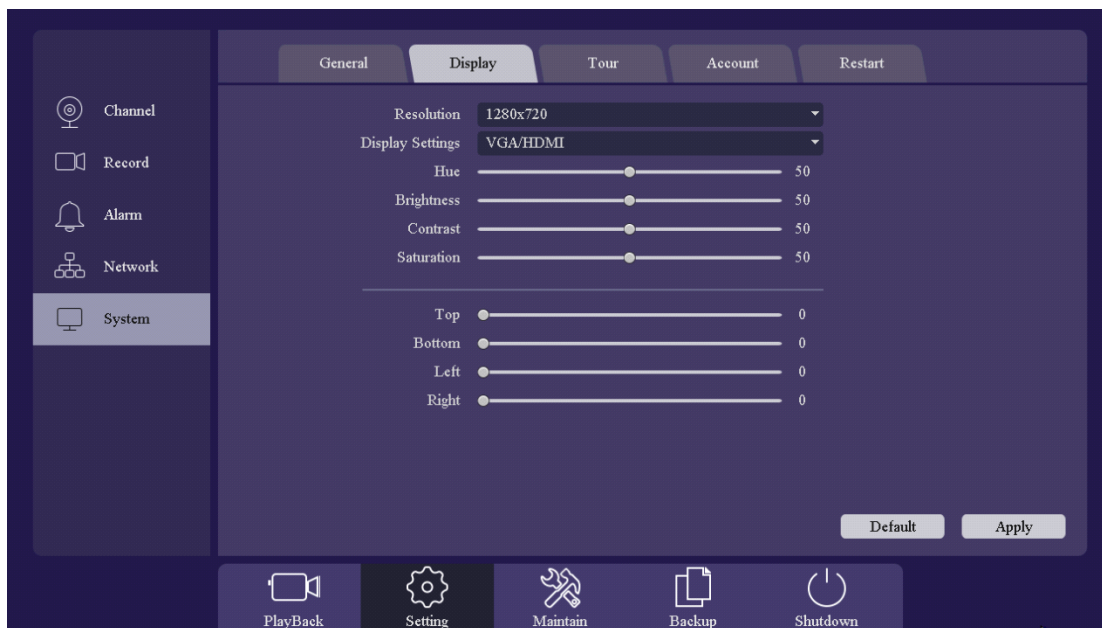 General Display Tour Account Restart
Channel
Record
Alarm
Network
System
Resolution 1280x720
Display Settings VGA/HDMI
Hue 50
Brightness 50
Contrast 50
Saturation 50
Top 0
Bottom 0
Left 0
Right 0
Default Apply
PlayBack Setting Maintain Backup Shutdown